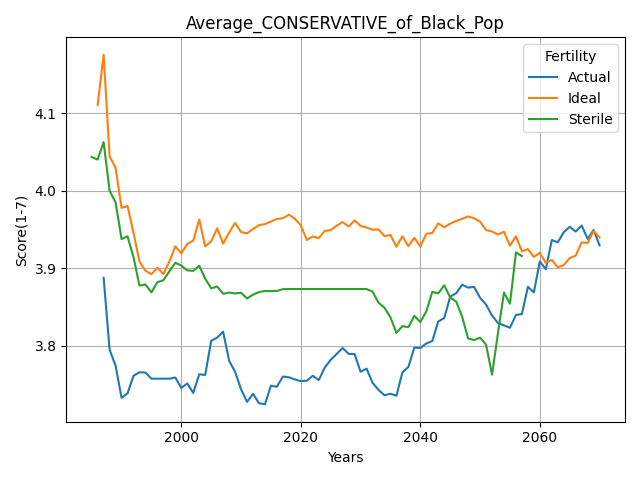 Average_CONSERVATIVE_of_Black_Pop
Fertility
Actual
Ideal
Sterile
Score(1-7)
4.1
4.0
3.9
3.8
2000
2020
2040
2060
Years